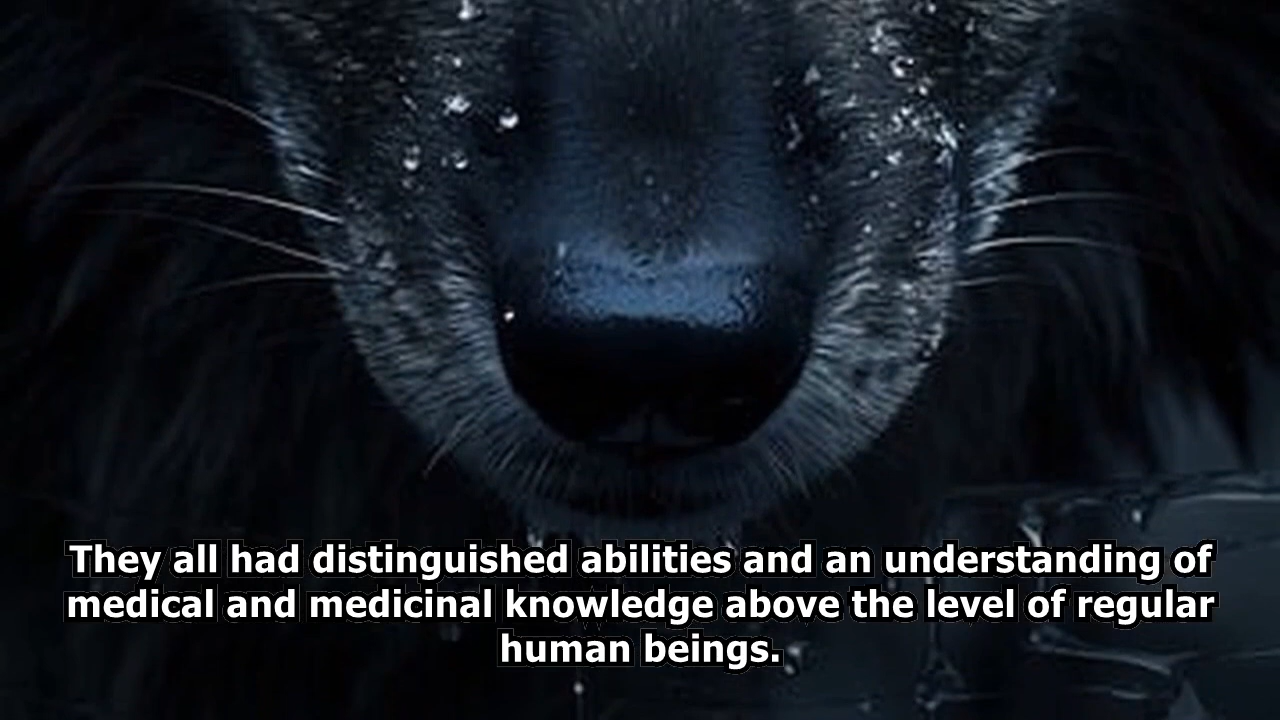 They all had distinguished abilities and an understanding of
medical and medicinal knowledge above the level of regular
human beings.